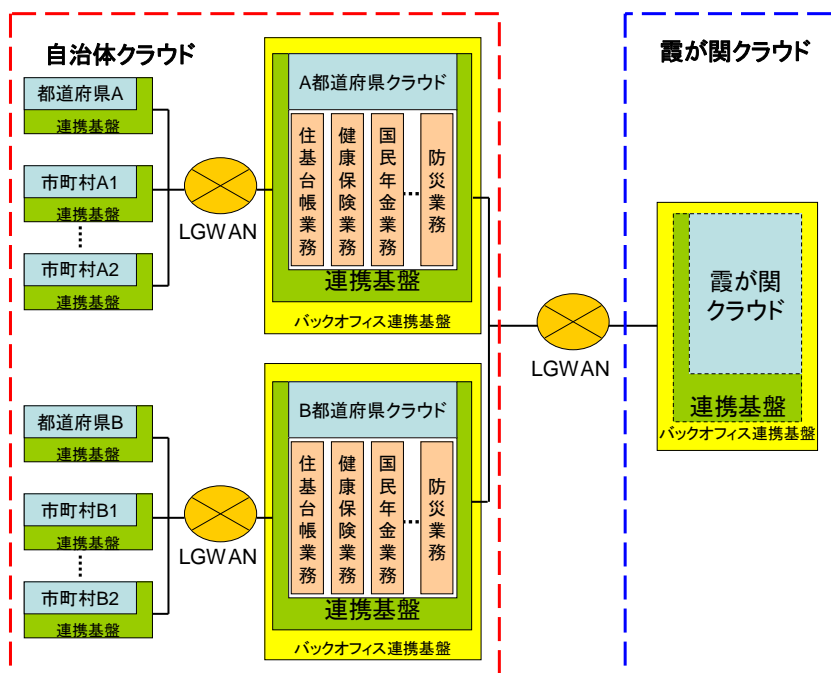 自治体クラウド
都道府県A
連携基盤
市町村A1
連携基盤
市町村A2
連携基盤
LGWAN
A都道府県クラウド
住基台帳業務
健康保険業務
国民年金業務
…
防災業務
連携基盤
バックオフィス連携基盤
都道府県B
連携基盤
市町村B1
連携基盤
市町村B2
連携基盤
LGWAN
B都道府県クラウド
住基台帳業務
健康保険業務
国民年金業務
…
防災業務
連携基盤
バックオフィス連携基盤
LGWAN
霞が関クラウド
霞が関
クラウド
連携基盤
バックオフィス連携基盤